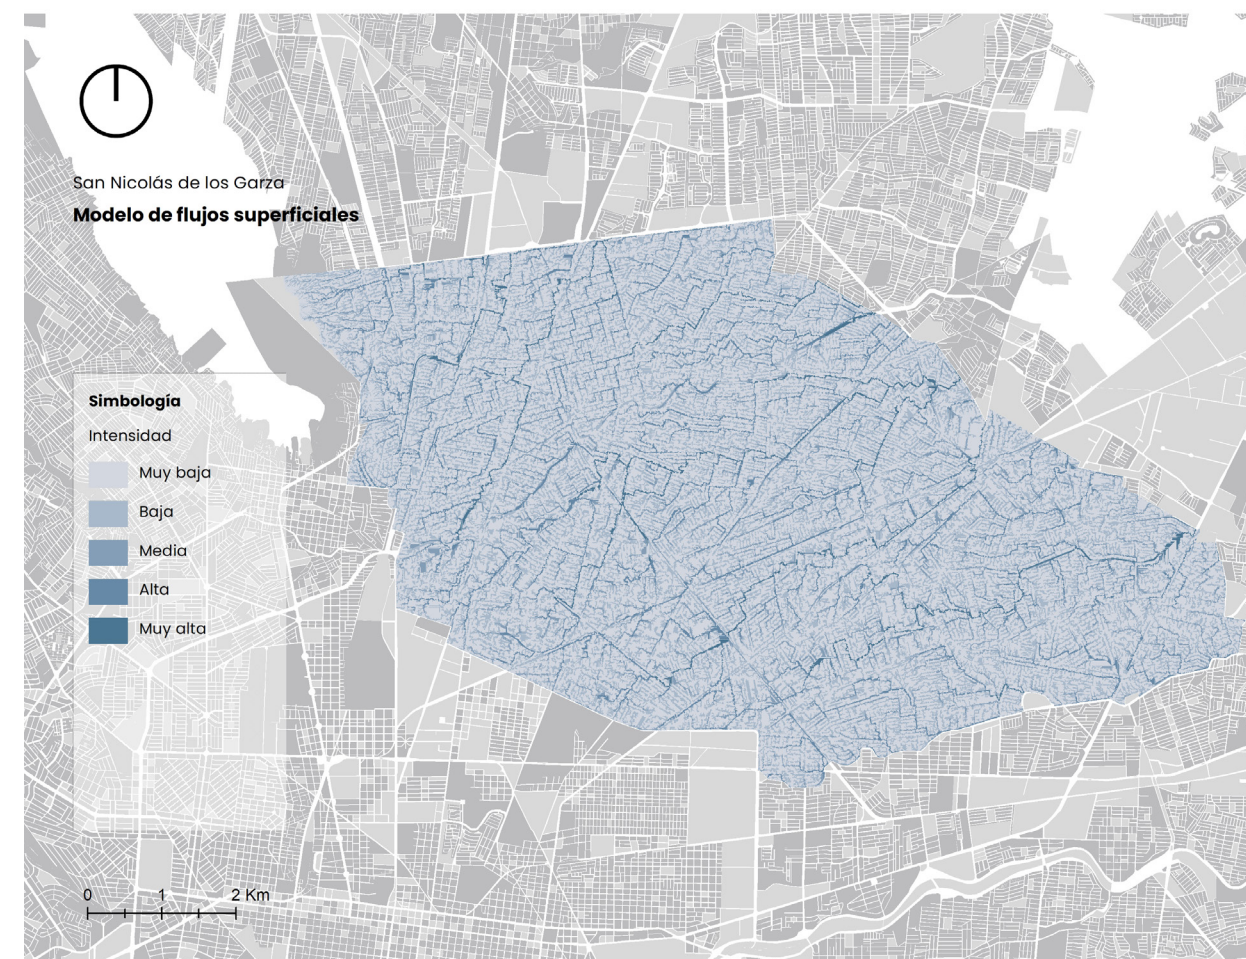 San Nicolás de los Garza
Modelo de flujos superficiales
Simbología
Intensidad
Muy baja
Baja
Media
Alta
Muy alta
0 1 2 Km